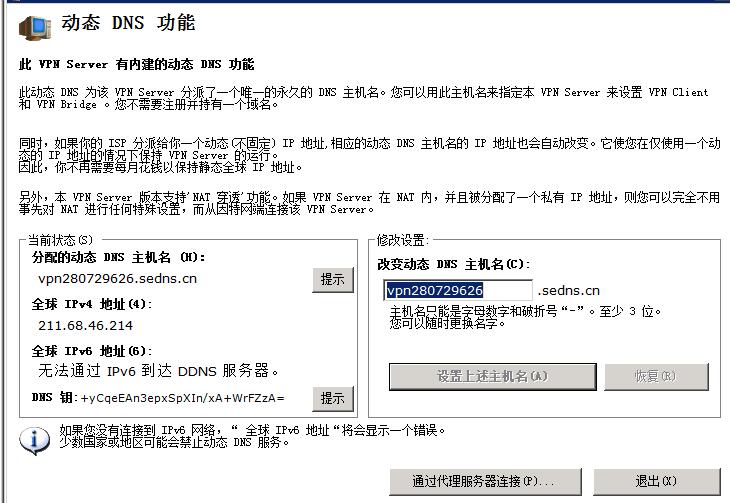 动态 DNS 功能
此 VPN Server 有内建的动态 DNS 功能
此动态 DNS 为该 VPN Server 分派了一个唯一的永久的 DNS 主机名。您可以用此主机名来指定本 VPN Server 来设置 VPN Client
和 VPN Bridge 。您不需要注册并持有一个域名。
同时,如果你的 ISP 分派给你一个动态(不固定) IP 地址,相应的动态 DNS 主机名的 IP 地址也会自动改变。它使您在仅使用一个动
态的 IP 地址的情况下保持 VPN Server 的运行。
因此,你不再需要每月花钱以保持静态全球 IP 地址。
另外,本 VPN Server 版本支持'NAT 穿透'功能。如果 VPN Server 在 NAT 内,并且被分配了一个私有 IP 地址,则您可以完全不用
事先对 NAT 进行任何特殊设置,而从因特网端连接该 VPN Server。
当前状态(S)
分配的动态 DNS 主机名 (H):
vpn280729626.sedns.cn
提示
全球 IPv4 地址(4):
211.68.46.214
全球 IPv6 地址(6):
无法通过 IPv6 到达 DDNS 服务器。
DNS 钥:+yCqeEAn3epxSpXIn/xA+WrFZzA=
提示
修改设置:
改变动态 DNS 主机名(C):
vpn280729626 .sedns.cn
主机名只能是字母数字和破折号“-”。至少 3 位。
您可以随时更换名字。
设置上述主机名(A)
恢复(R)
如果您没有连接到 IPv6 网络,“ 全球 IPv6 地址“将会显示一个错误。
少数国家或地区可能会禁止动态 DNS 服务。
通过代理服务器连接(P)...
退出(X)